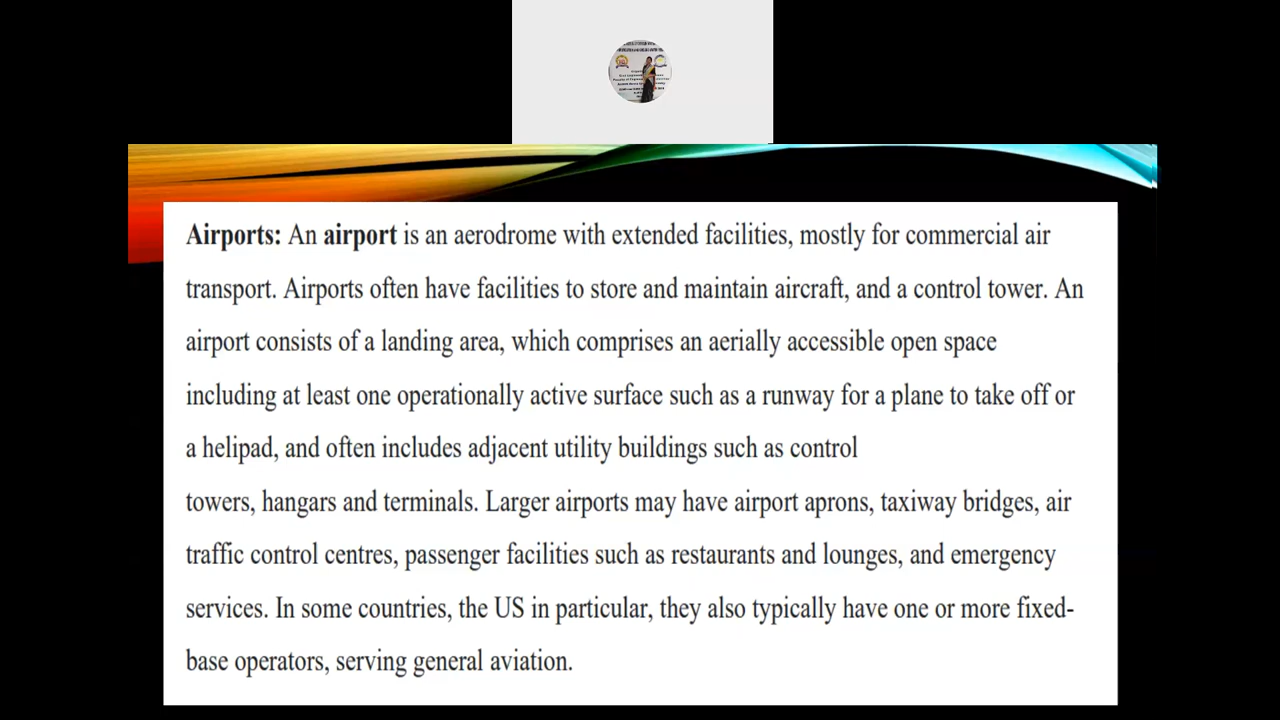 Airports: An airport is an aerodrome with extended facilities, mostly for commercial air
transport. Airports often have facilities to store and maintain aircraft, and a control tower. An
airport consists of a landing area, which comprises an aerially accessible open space
including at least one operationally active surface such as a runway for a plane to take off or
a helipad, and often includes adjacent utility buildings such as control
towers, hangars and terminals. Larger airports may have airport aprons, taxiway bridges, air
traffic control centres, passenger facilities such as restaurants and lounges, and emergency
services. In some countries, the US in particular, they also typically have one or more fixed-
base operators, serving general aviation.